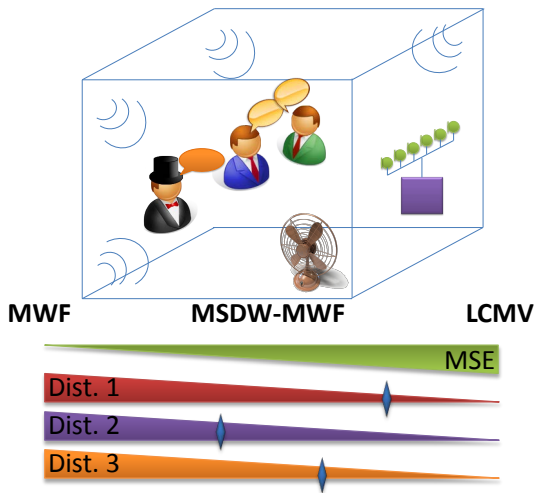 MWF MSDW-MWF LCMV
MSE
Dist. 1
Dist. 2
Dist. 3